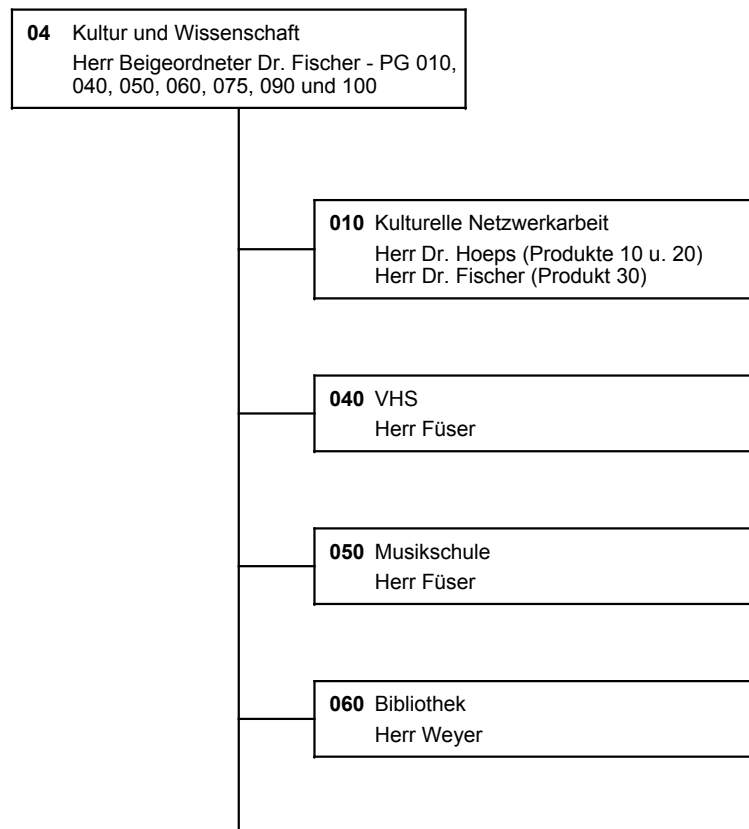 04 Kultur und Wissenschaft
Herr Beigeordneter Dr. Fischer - PG 010,
040, 050, 060, 075, 090 und 100
010 Kulturelle Netzwerkarbeit
Herr Dr. Hoeps (Produkte 10 u. 20)
Herr Dr. Fischer (Produkt 30)
040 VHS
Herr Füser
050 Musikschule
Herr Füser
060 Bibliothek
Herr Weyer